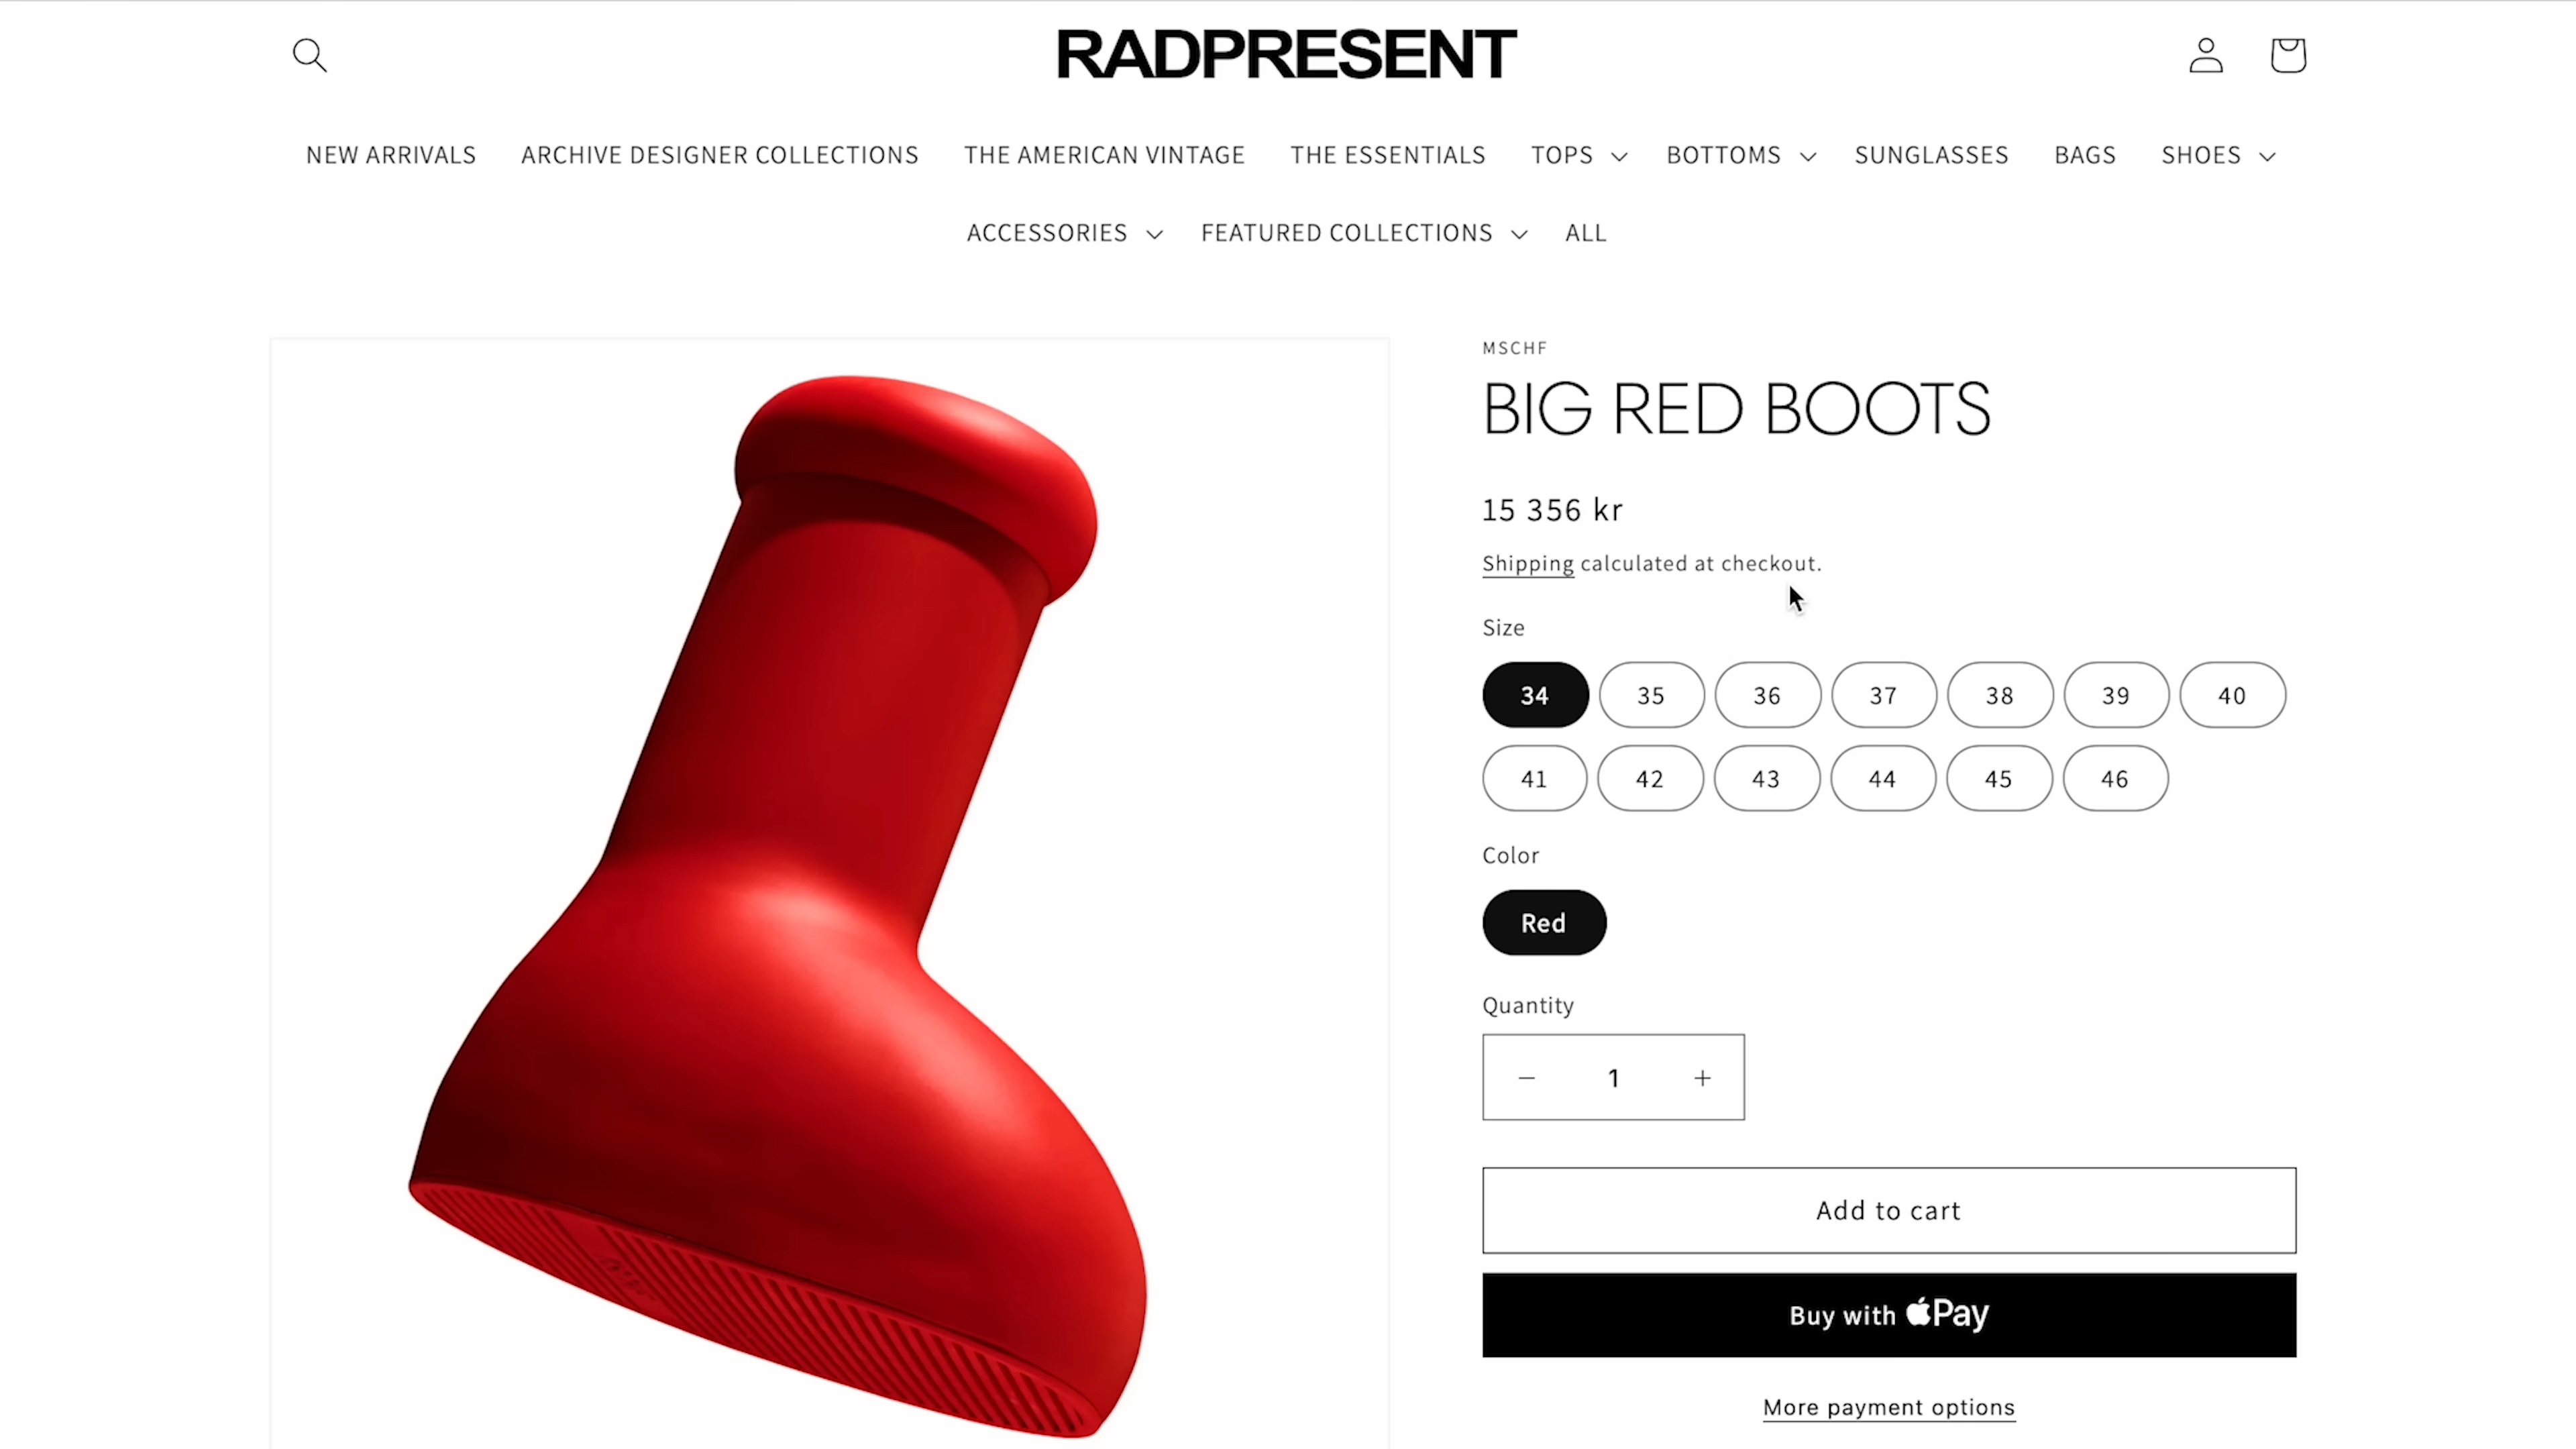 RADPRESENT
NEW ARRIVALS ARCHIVE DESIGNER COLLECTIONS THE AMERICAN VINTAGE THE ESSENTIALS TOPS BOTTOMS SUNGLASSES BAGS SHOES
ACCESSORIES FEATURED COLLECTIONS ALL
MSCHF
BIG RED BOOTS
15 356 kr
Shipping calculated at checkout.
Size
34 35 36 37 38 39 40
41 42 43 44 45 46
Color
Red
Quantity
− 1 +
Add to cart
Buy with Pay
More payment options